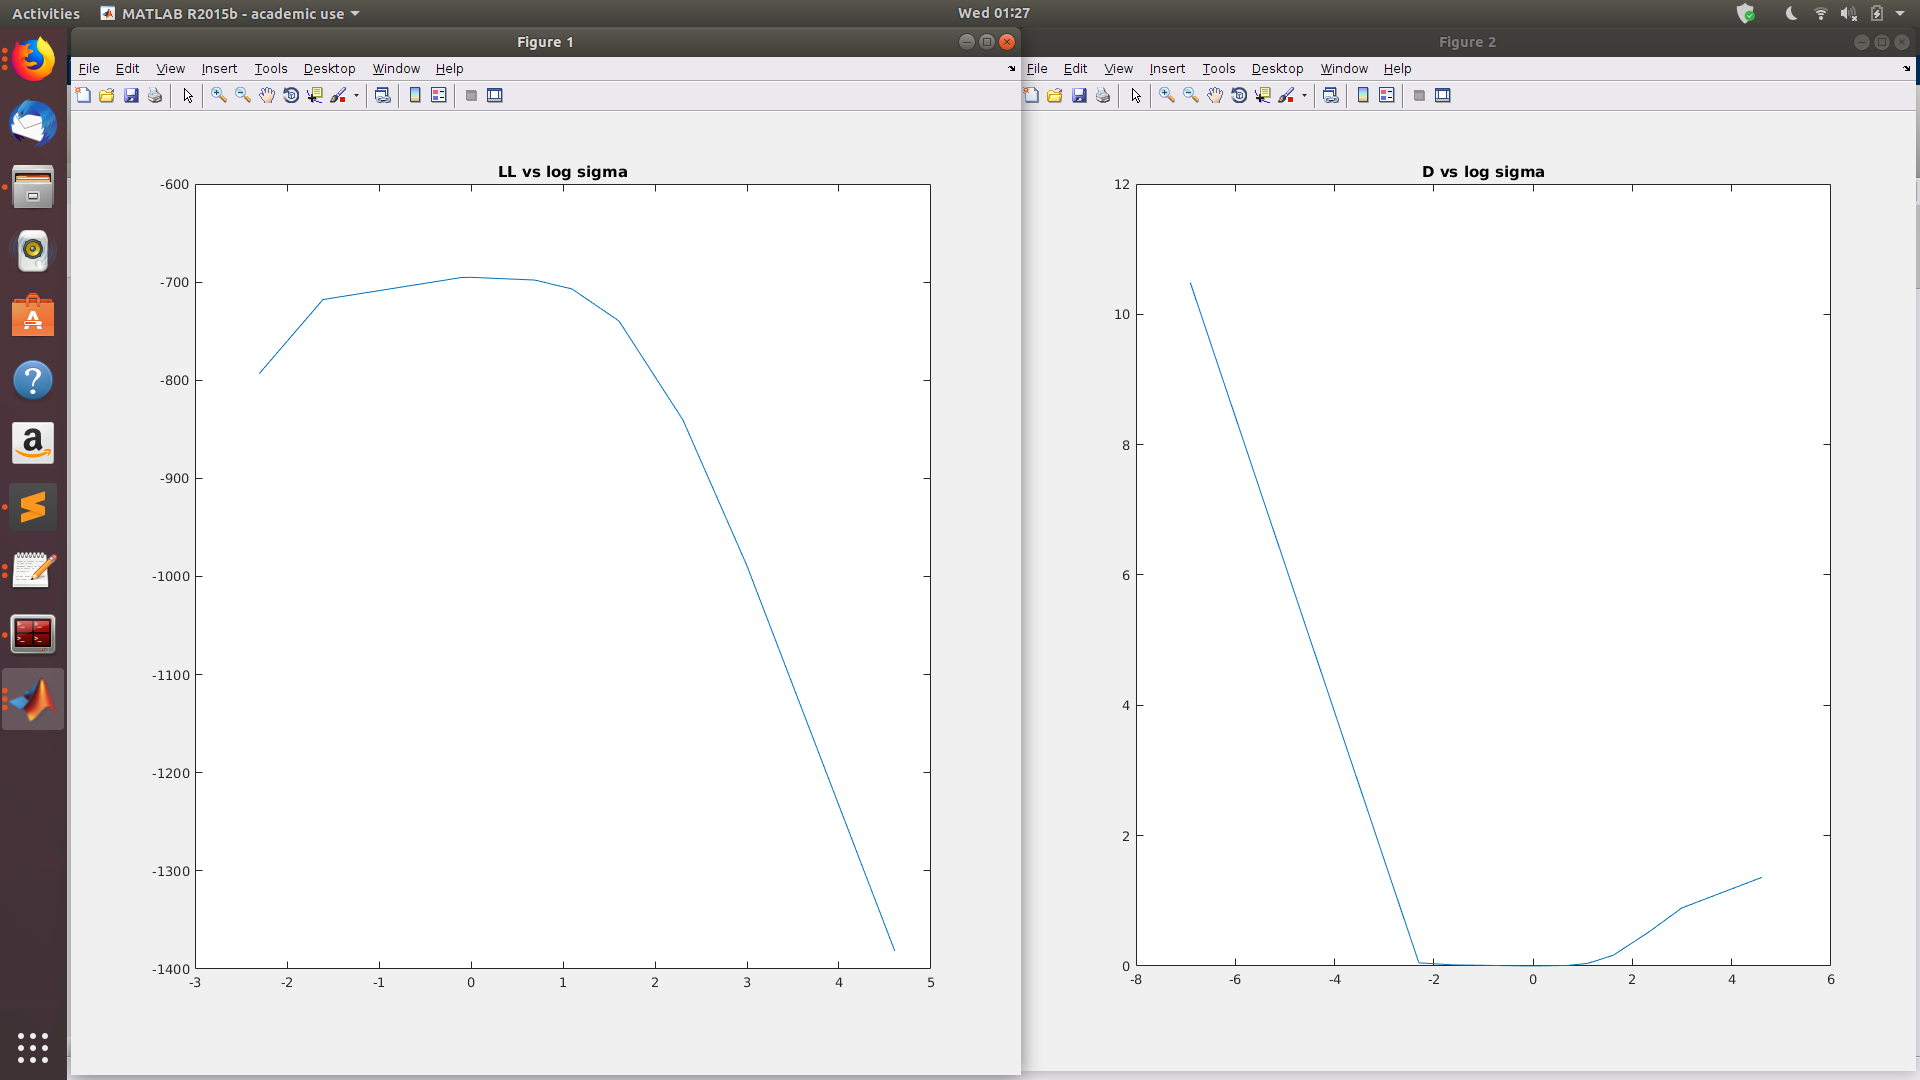 Activities MATLAB R2015b - academic use Wed 01:27
Figure 1
File Edit View Insert Tools Desktop Window Help
LL vs log sigma
-600
-700
-800
-900
-1000
-1100
-1200
-1300
-1400
-3 -2 -1 0 1 2 3 4 5
Figure 2
File Edit View Insert Tools Desktop Window Help
D vs log sigma
12
10
8
6
4
2
0
-8 -6 -4 -2 0 2 4 6